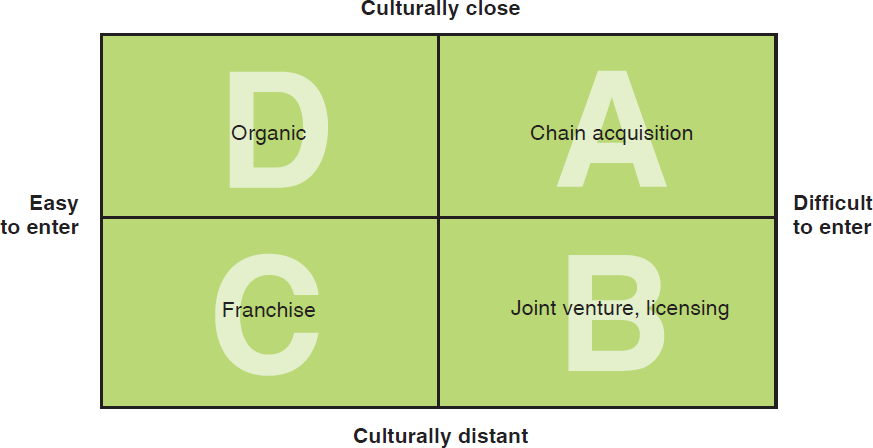 Culturally close
D
Organic
A
Chain acquisition
Easy
to enter
Difficult
to enter
C
Franchise
B
Joint venture, licensing
Culturally distant